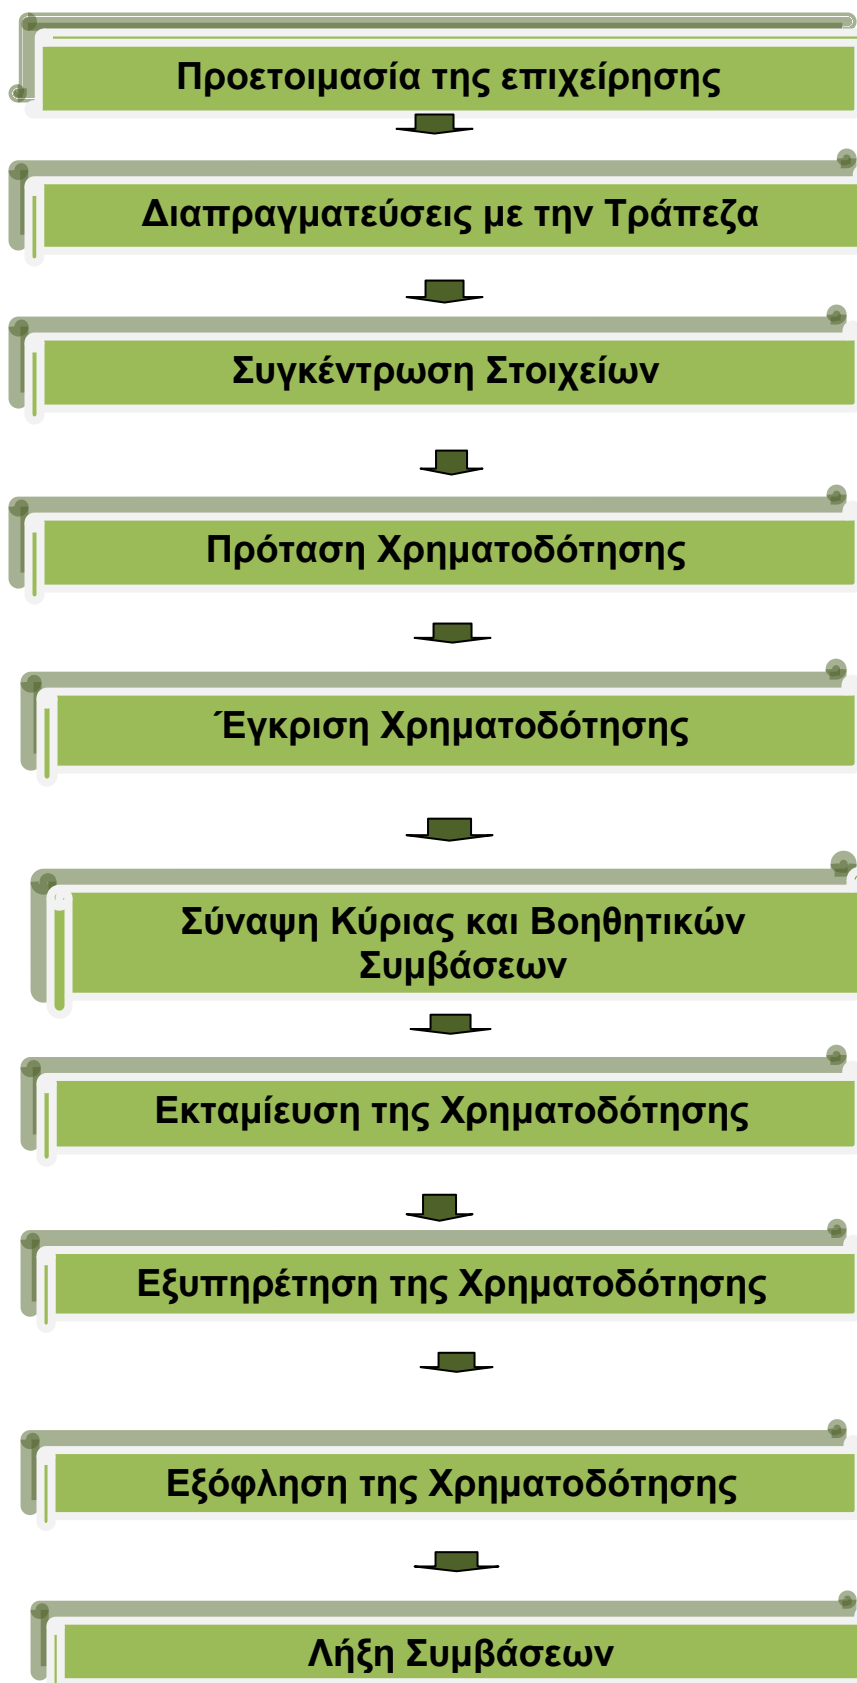 Προετοιμασία της επιχείρησης
Διαπραγματεύσεις με την Τράπεζα
Συγκέντρωση Στοιχείων
Πρόταση Χρηματοδότησης
Έγκριση Χρηματοδότησης
Σύναψη Κύριας και Βοηθητικών
Συμβάσεων
Εκταμίευση της Χρηματοδότησης
Εξυπηρέτηση της Χρηματοδότησης
Εξόφληση της Χρηματοδότησης
Λήξη Συμβάσεων